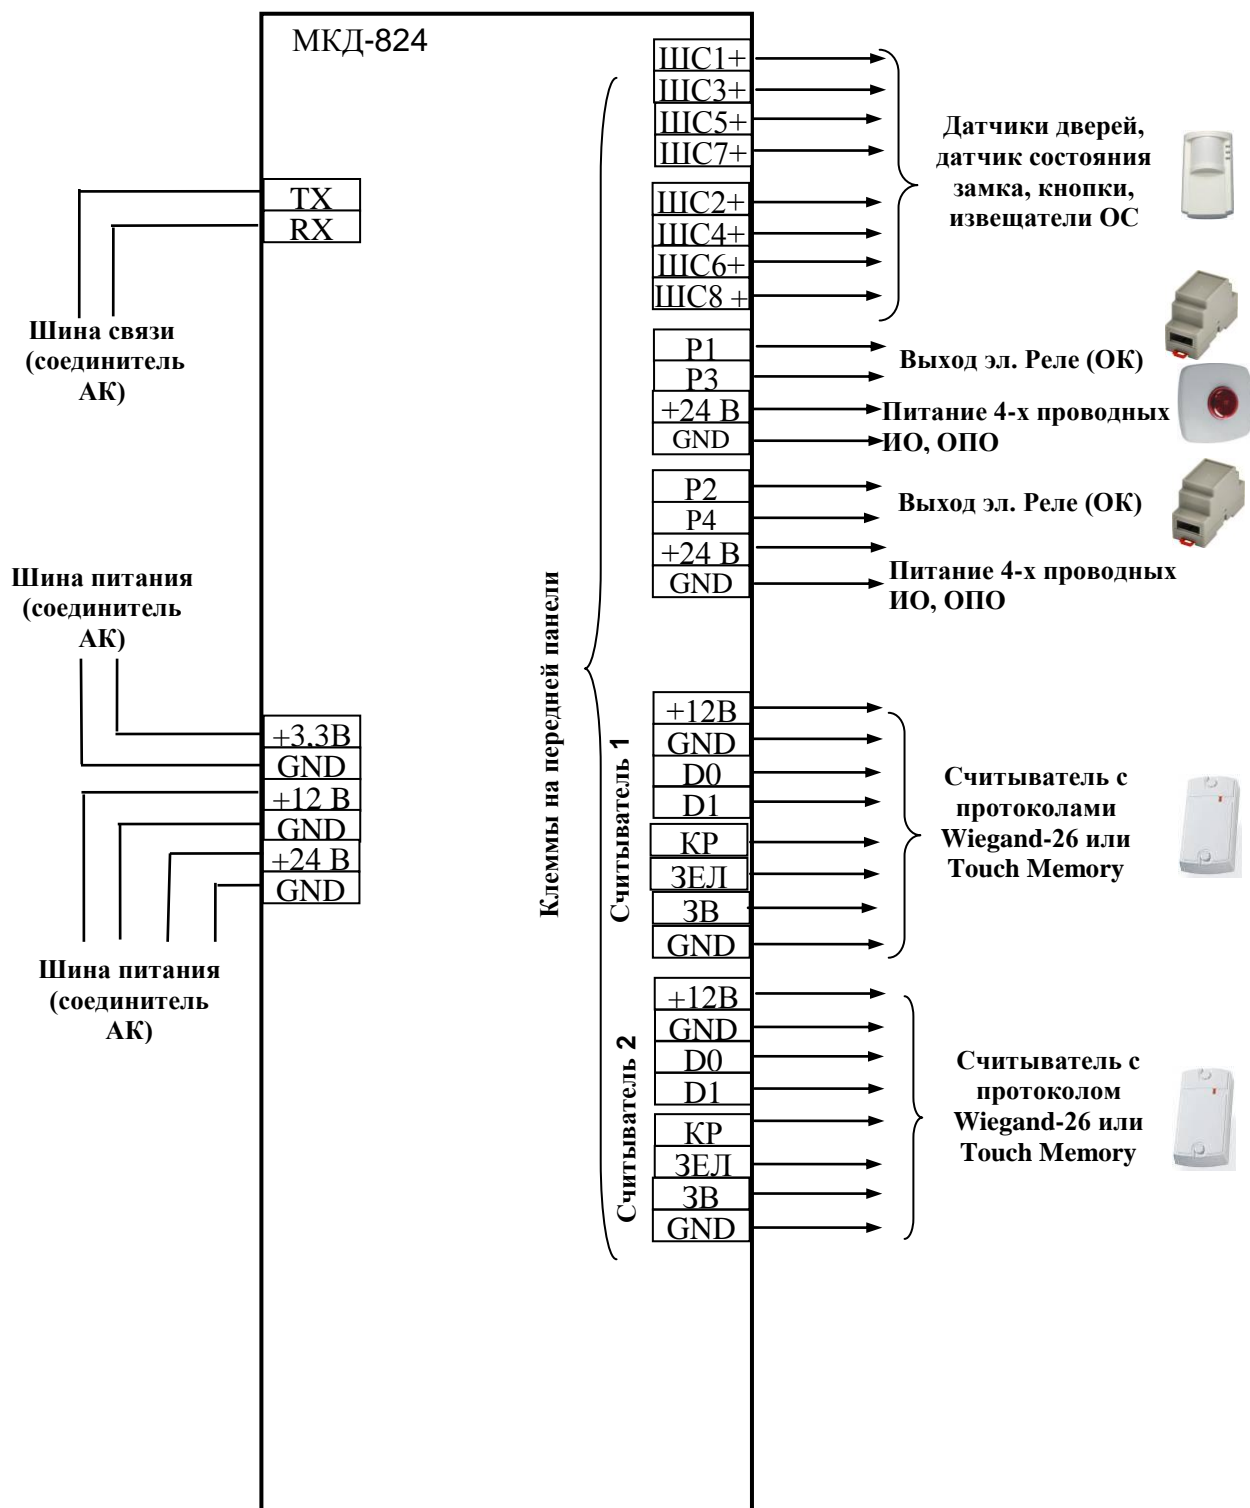 МКД-824
TX
RX
Шина связи
(соединитель
АК)
Шина питания
(соединитель
АК)
+3,3В
GND
+12 В
GND
+24 В
GND
Шина питания
(соединитель
АК)
Клеммы на передней панели
ШС1+
ШС3+
ШС5+
ШС7+
ШС2+
ШС4+
ШС6+
ШС8 +
Датчики дверей,
датчик состояния
замка, кнопки,
извещатели ОС
Р1
Р3
+24 В
GND
Выход эл. Реле (ОК)
Питание 4-х проводных
ИО, ОПО
Р2
Р4
+24 В
GND
Выход эл. Реле (ОК)
Питание 4-х проводных
ИО, ОПО
Считыватель 1
+12В
GND
D0
D1
КР
ЗЕЛ
ЗВ
GND
Считыватель с
протоколами
Wiegand-26 или
Touch Memory
Считыватель 2
+12В
GND
D0
D1
КР
ЗЕЛ
ЗВ
GND
Считыватель с
протоколом
Wiegand-26 или
Touch Memory